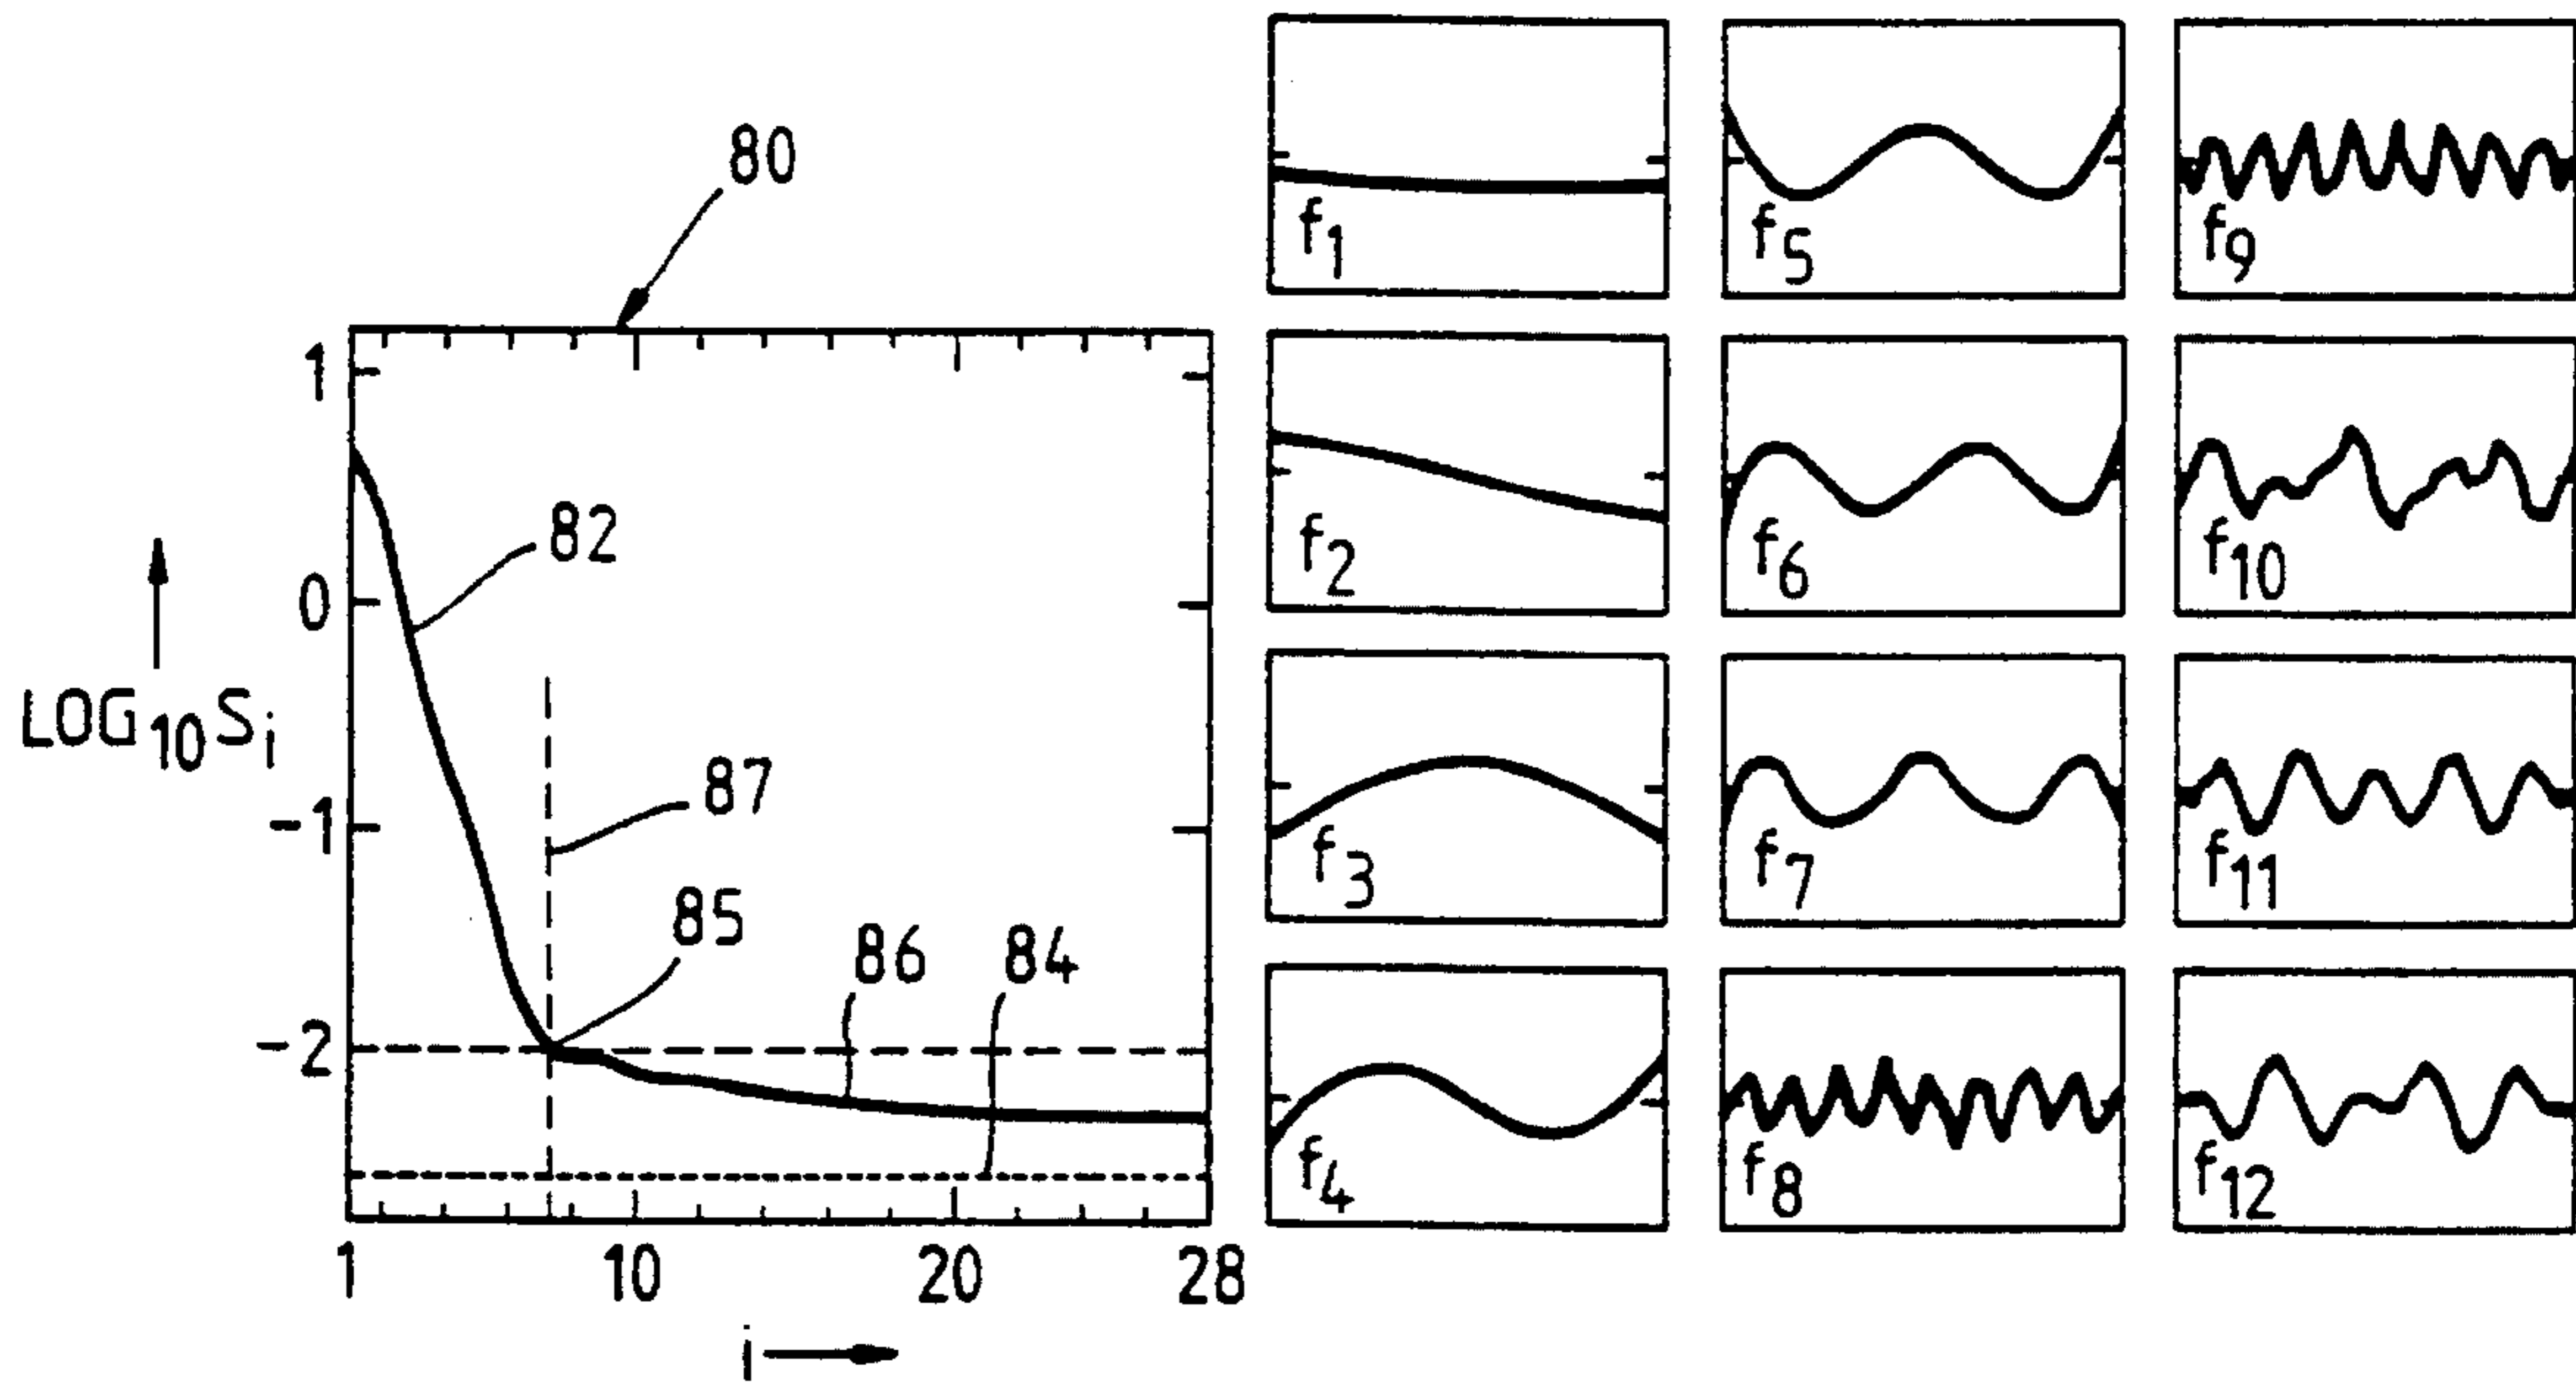 80
1
0
-1
-2
LOG₁₀Sᵢ
82
87
85
86
84
1
10
20
28
i
f₁
f₂
f₃
f₄
f₅
f₆
f₇
f₈
f₉
f₁₀
f₁₁
f₁₂